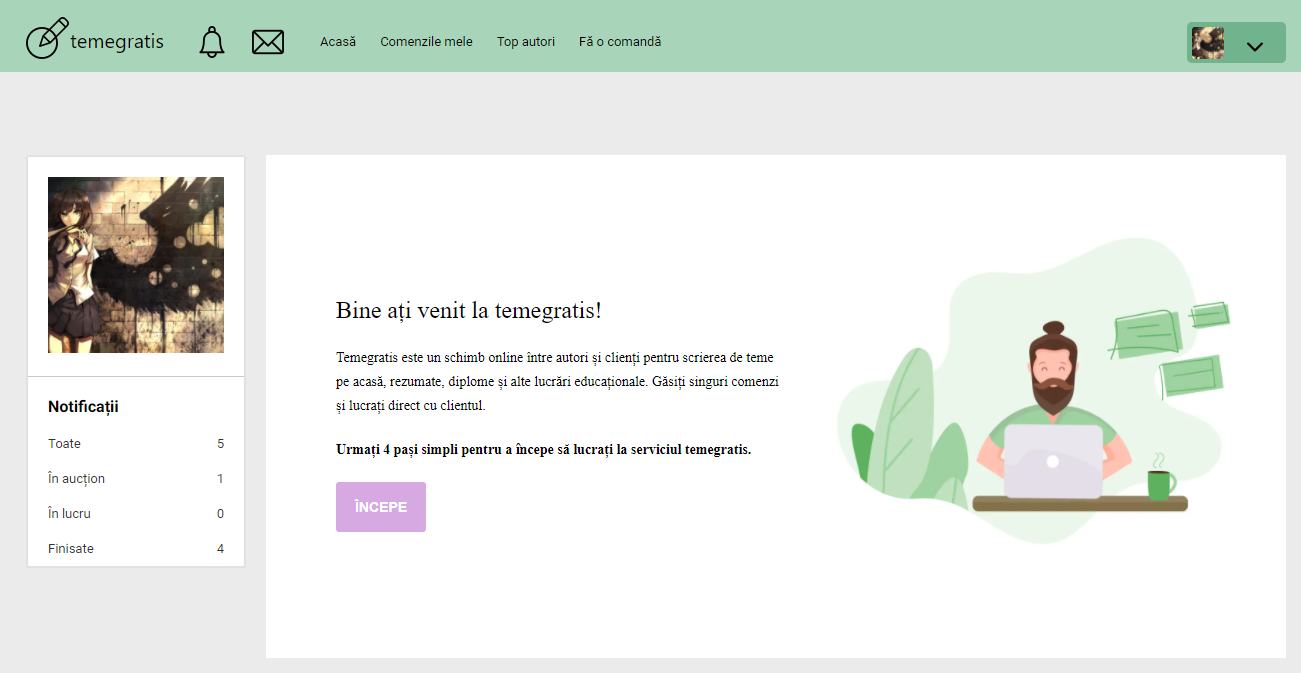 temegratis
Acasă
Comenzile mele
Top autori
Fă o comandă
Notificații
Toate 5
În aucțion 1
În lucru 0
Finisate 4
Bine ați venit la temegratis!
Temegratis este un schimb online între autori și clienți pentru scrierea de teme
pe acasă, rezumate, diplome și alte lucrări educaționale. Găsiți singuri comenzi
și lucrați direct cu clientul.
Urmați 4 pași simpli pentru a începe să lucrați la serviciul temegratis.
ÎNCEPE